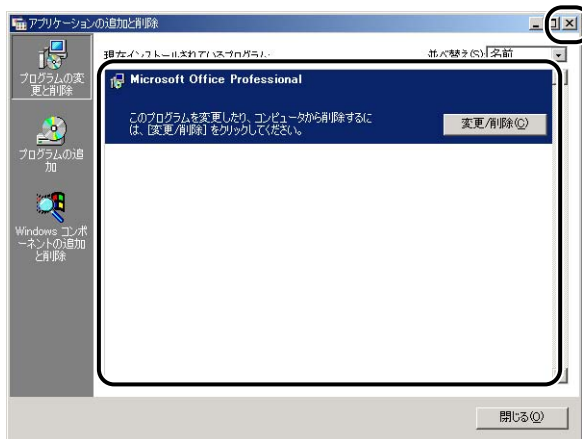 アプリケーションの追加と削除
現在インストールされているプログラム:
並べ替え(S): 名前
プログラムの変
更と削除
プログラムの追
加
Windows コンポ
ーネントの追加
と削除
Microsoft Office Professional
このプログラムを変更したり、コンピュータから削除するに
は、[変更/削除] をクリックしてください。
変更/削除(C)
閉じる(O)